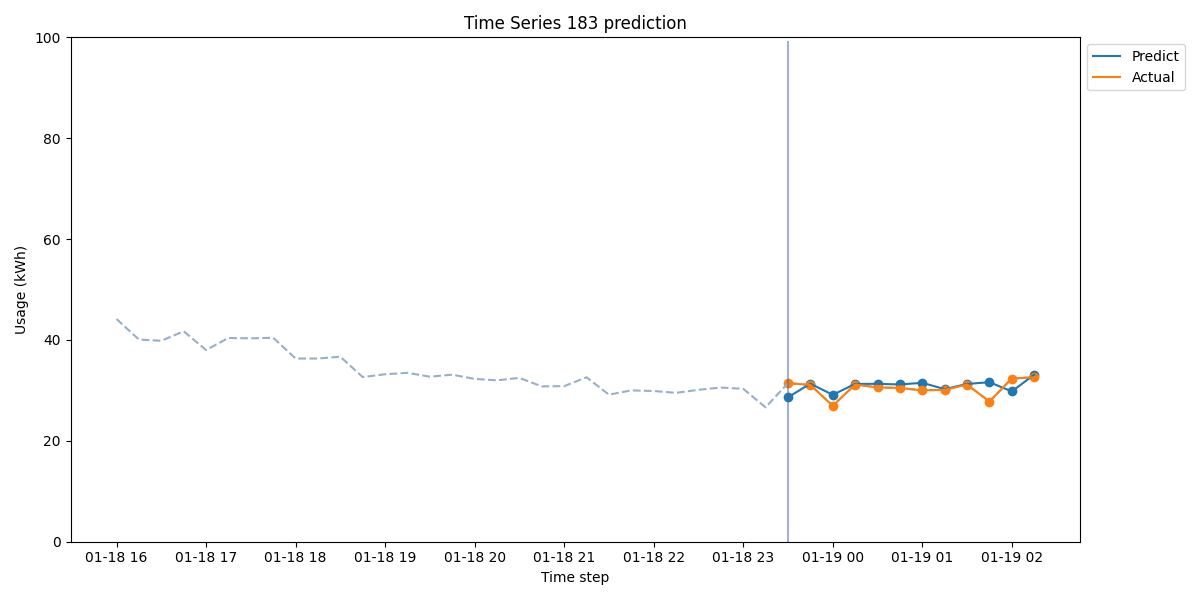 Time Series 183 prediction
Predict
Actual
Usage (kWh)
100
80
60
40
20
0
01-18 16 01-18 17 01-18 18 01-18 19 01-18 20 01-18 21 01-18 22 01-18 23 01-19 00 01-19 01 01-19 02
Time step